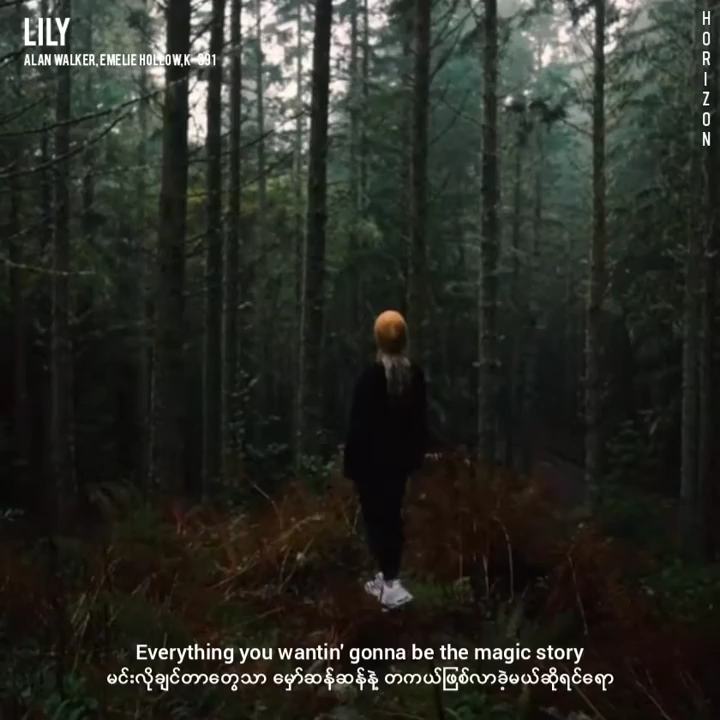 LILY
ALAN WALKER, EMELIE HOLLOW, K-391
HORIZON
Everything you wantin' gonna be the magic story
မင်းလိုချင်တာတွေသာ မှော်ဆန်ဆန်နဲ့ တကယ်ဖြစ်လာခဲ့မယ်ဆိုရင်ရော